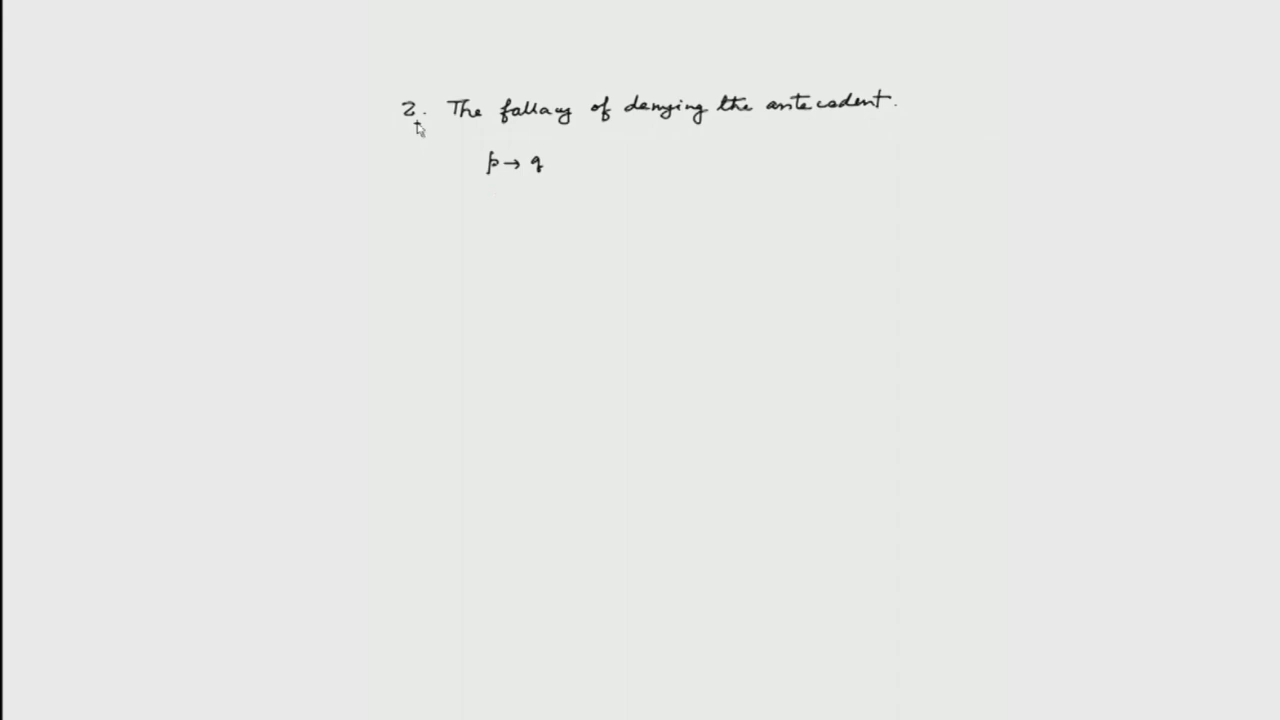 2. The fallacy of denying the antecedent.
p → q